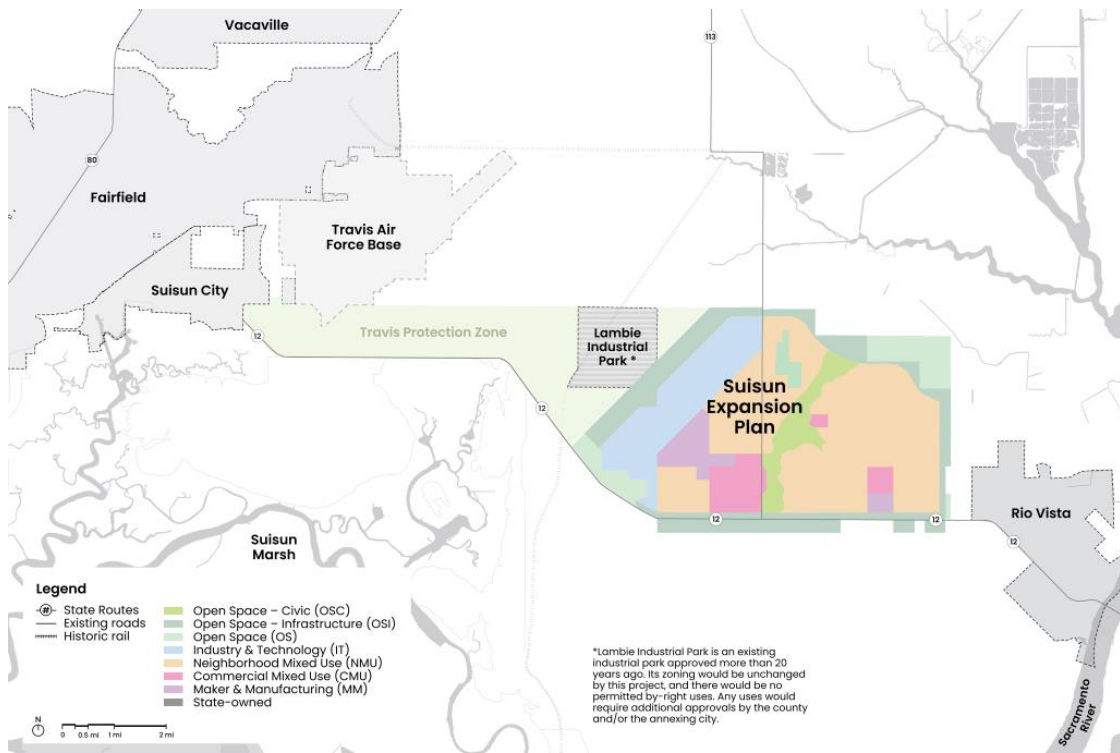 Vacaville
113
80
Fairfield
Travis Air
Force Base
Suisun City
12
Travis Protection Zone
Lambie
Industrial
Park *
12
Suisun
Expansion
Plan
12
12
Rio Vista
12
Suisun
Marsh
Sacramento
River
Legend
# State Routes
Existing roads
Historic rail
Open Space – Civic (OSC)
Open Space – Infrastructure (OSI)
Open Space (OS)
Industry & Technology (IT)
Neighborhood Mixed Use (NMU)
Commercial Mixed Use (CMU)
Maker & Manufacturing (MM)
State-owned
N
0 0.5 mi 1 mi 2 mi
*Lambie Industrial Park is an existing
industrial park approved more than 20
years ago. Its zoning would be unchanged
by this project, and there would be no
permitted by-right uses. Any uses would
require additional approvals by the county
and/or the annexing city.